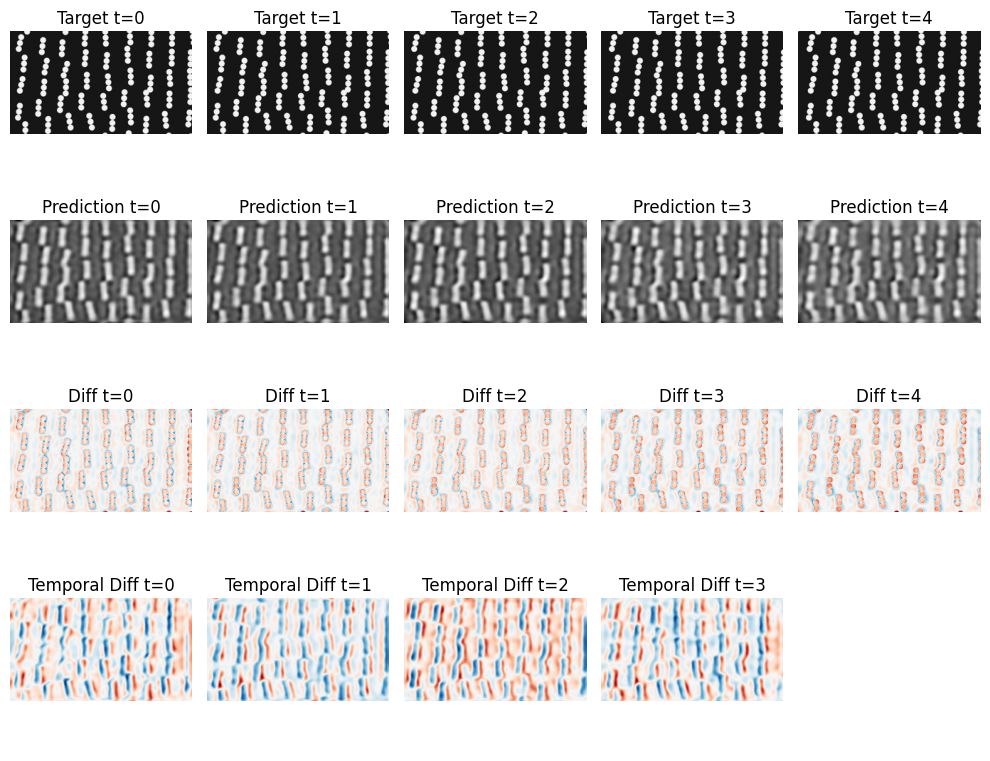 Target t=0
Target t=1
Target t=2
Target t=3
Target t=4
Prediction t=0
Prediction t=1
Prediction t=2
Prediction t=3
Prediction t=4
Diff t=0
Diff t=1
Diff t=2
Diff t=3
Diff t=4
Temporal Diff t=0
Temporal Diff t=1
Temporal Diff t=2
Temporal Diff t=3